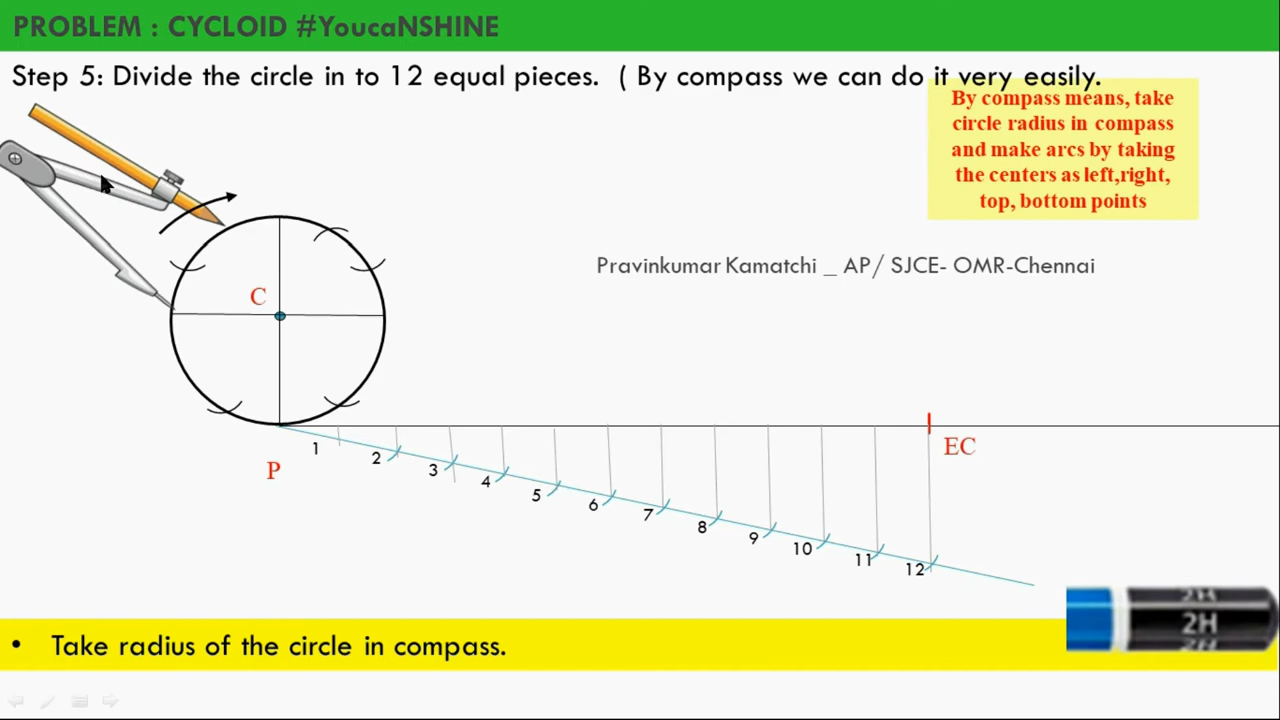 PROBLEM : CYCLOID #YoucaNSHINE
Step 5: Divide the circle in to 12 equal pieces. ( By compass we can do it very easily.
By compass means, take
circle radius in compass
and make arcs by taking
the centers as left,right,
top, bottom points
Pravinkumar Kamatchi _ AP/ SJCE- OMR-Chennai
C
P
EC
1
2
3
4
5
6
7
8
9
10
11
12
2H
2H
2H
• Take radius of the circle in compass.